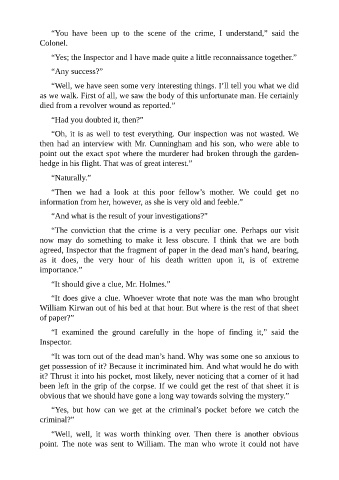 “You have been up to the scene of the crime, I understand,” said the
Colonel.
“Yes; the Inspector and I have made quite a little reconnaissance together.”
“Any success?”
“Well, we have seen some very interesting things. I’ll tell you what we did
as we walk. First of all, we saw the body of this unfortunate man. He certainly
died from a revolver wound as reported.”
“Had you doubted it, then?”
“Oh, it is as well to test everything. Our inspection was not wasted. We
then had an interview with Mr. Cunningham and his son, who were able to
point out the exact spot where the murderer had broken through the garden-
hedge in his flight. That was of great interest.”
“Naturally.”
“Then we had a look at this poor fellow’s mother. We could get no
information from her, however, as she is very old and feeble.”
“And what is the result of your investigations?”
“The conviction that the crime is a very peculiar one. Perhaps our visit
now may do something to make it less obscure. I think that we are both
agreed, Inspector that the fragment of paper in the dead man’s hand, bearing,
as it does, the very hour of his death written upon it, is of extreme
importance.”
“It should give a clue, Mr. Holmes.”
“It does give a clue. Whoever wrote that note was the man who brought
William Kirwan out of his bed at that hour. But where is the rest of that sheet
of paper?”
“I examined the ground carefully in the hope of finding it,” said the
Inspector.
“It was torn out of the dead man’s hand. Why was some one so anxious to
get possession of it? Because it incriminated him. And what would he do with
it? Thrust it into his pocket, most likely, never noticing that a corner of it had
been left in the grip of the corpse. If we could get the rest of that sheet it is
obvious that we should have gone a long way towards solving the mystery.”
“Yes, but how can we get at the criminal’s pocket before we catch the
criminal?”
“Well, well, it was worth thinking over. Then there is another obvious
point. The note was sent to William. The man who wrote it could not have